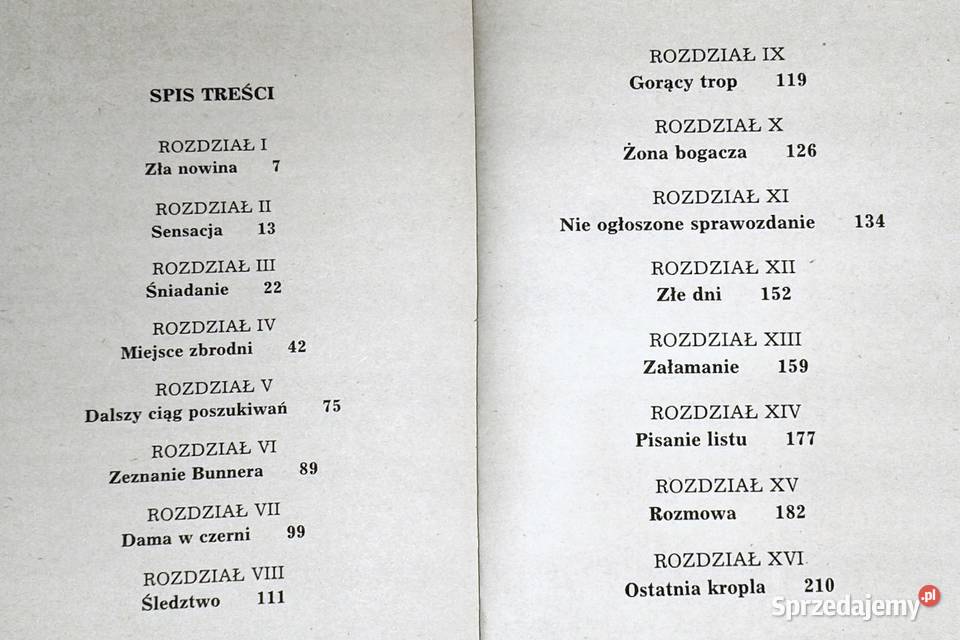 SPIS TREŚCI
ROZDZIAŁ I
Zła nowina 7
ROZDZIAŁ II
Sensacja 13
ROZDZIAŁ III
Śniadanie 22
ROZDZIAŁ IV
Miejsce zbrodni 42
ROZDZIAŁ V
Dalszy ciąg poszukiwań 75
ROZDZIAŁ VI
Zeznanie Bunnera 89
ROZDZIAŁ VII
Dama w czerni 99
ROZDZIAŁ VIII
Śledztwo 111
ROZDZIAŁ IX
Gorący trop 119
ROZDZIAŁ X
Żona bogacza 126
ROZDZIAŁ XI
Nie ogłoszone sprawozdanie 134
ROZDZIAŁ XII
Złe dni 152
ROZDZIAŁ XIII
Załamanie 159
ROZDZIAŁ XIV
Pisanie listu 177
ROZDZIAŁ XV
Rozmowa 182
ROZDZIAŁ XVI
Ostatnia kropla 210
Sprzedajemy.pl